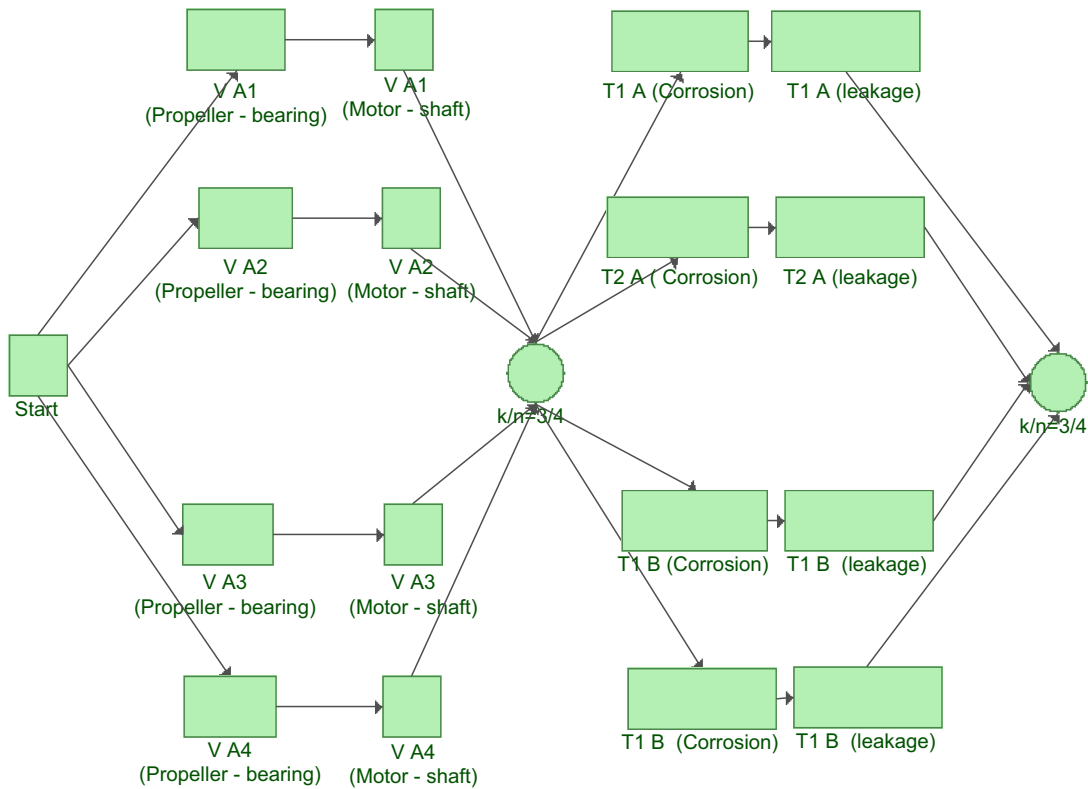 V A1
(Propeller - bearing)
V A1
(Motor - shaft)
T1 A (Corrosion)
T1 A (leakage)
V A2
(Propeller - bearing)
V A2
(Motor - shaft)
T2 A ( Corrosion)
T2 A (leakage)
Start
k/n=3/4
k/n=3/4
V A3
(Propeller - bearing)
V A3
(Motor - shaft)
T1 B (Corrosion)
T1 B (leakage)
V A4
(Propeller - bearing)
V A4
(Motor - shaft)
T1 B (Corrosion)
T1 B (leakage)